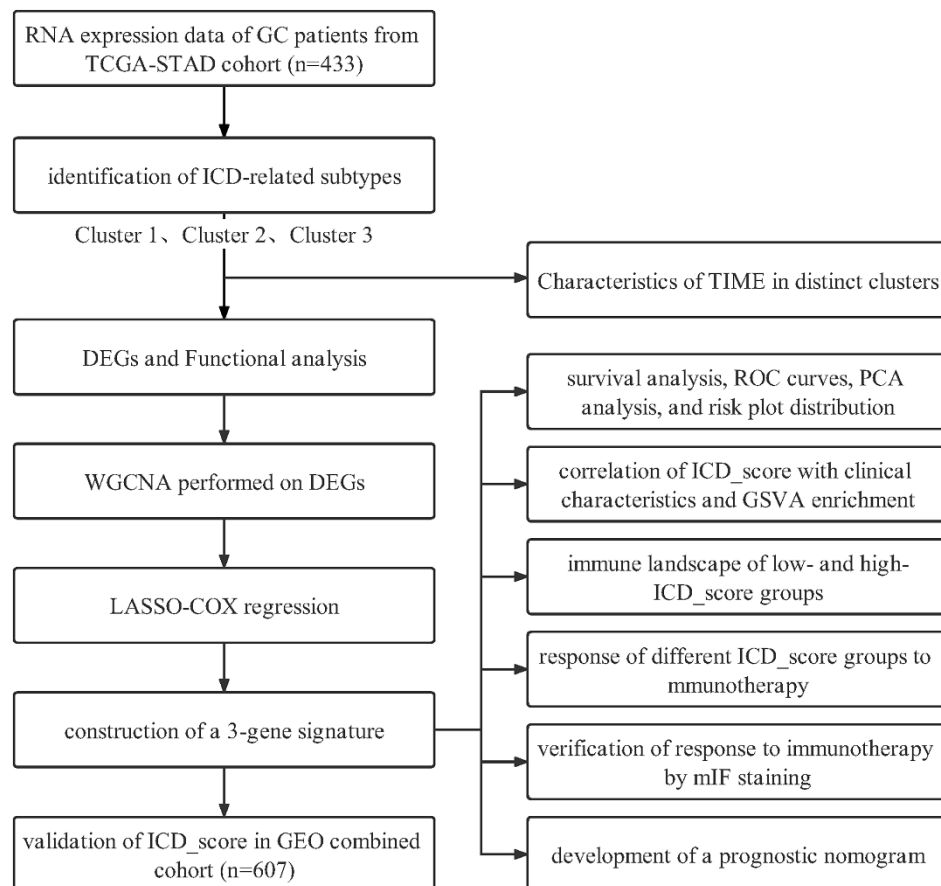 RNA expression data of GC patients from
TCGA-STAD cohort (n=433)
identification of ICD-related subtypes
Cluster 1、Cluster 2、Cluster 3
Characteristics of TIME in distinct clusters
DEGs and Functional analysis
WGCNA performed on DEGs
LASSO-COX regression
construction of a 3-gene signature
validation of ICD_score in GEO combined
cohort (n=607)
survival analysis, ROC curves, PCA
analysis, and risk plot distribution
correlation of ICD_score with clinical
characteristics and GSVA enrichment
immune landscape of low- and high-
ICD_score groups
response of different ICD_score groups to
mmunotherapy
verification of response to immunotherapy
by mIF staining
development of a prognostic nomogram